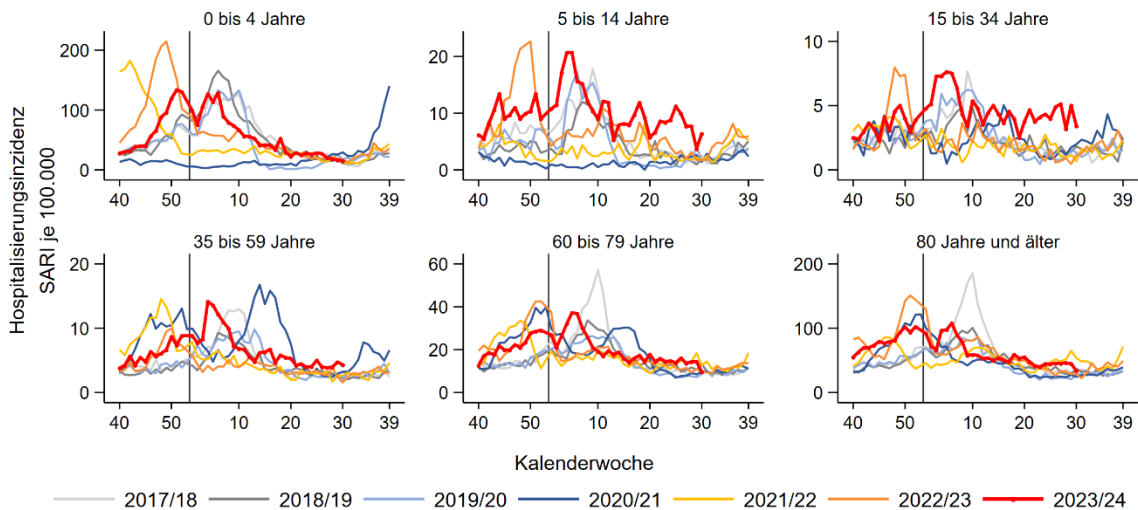 0 bis 4 Jahre
5 bis 14 Jahre
15 bis 34 Jahre
Hospitalisierungsinzidenz
SARI je 100.000
200
100
0
40 50 10 20 30 39
20
10
0
40 50 10 20 30 39
10
5
0
40 50 10 20 30 39
35 bis 59 Jahre
60 bis 79 Jahre
80 Jahre und älter
20
10
0
40 50 10 20 30 39
60
40
20
0
40 50 10 20 30 39
200
100
0
40 50 10 20 30 39
Kalenderwoche
2017/18 2018/19 2019/20 2020/21 2021/22 2022/23 2023/24